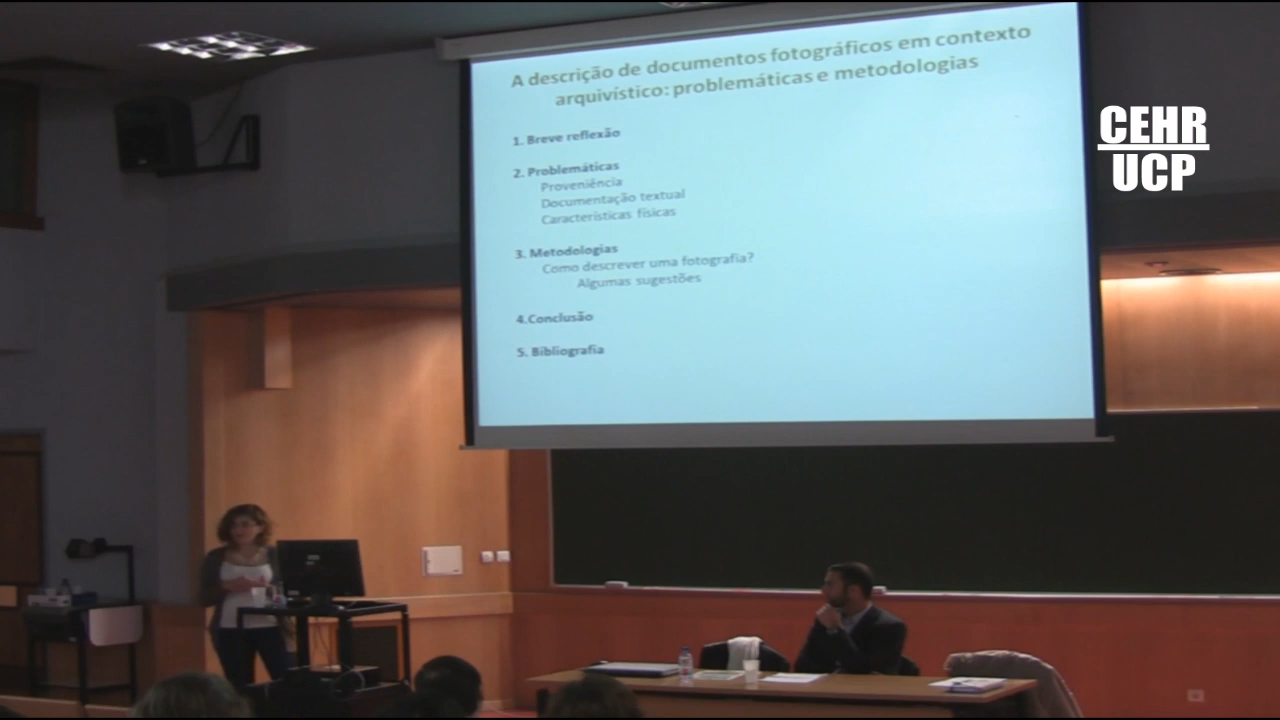 A descrição de documentos fotográficos em contexto
arquivístico: problemáticas e metodologias
1. Breve reflexão
2. Problemáticas
Proveniência
Documentação textual
Características físicas
3. Metodologias
Como descrever uma fotografia?
Algumas sugestões
4.Conclusão
5. Bibliografia
CEHR
UCP